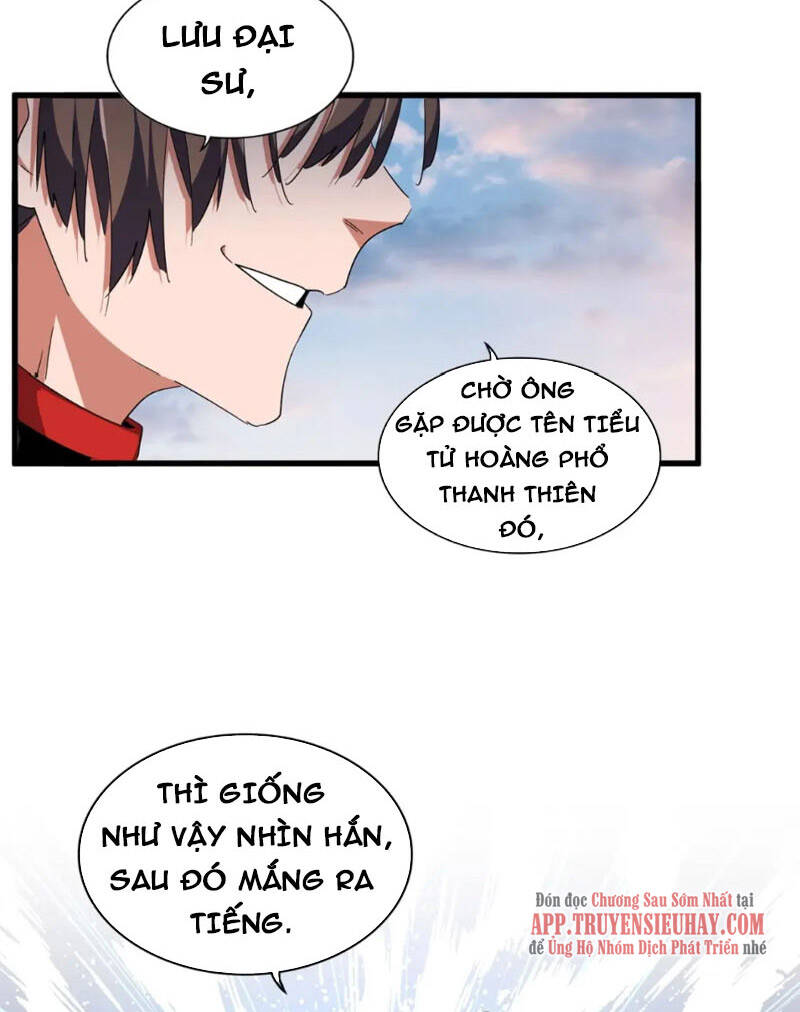 LƯU ĐẠI
SƯ,
CHỜ ÔNG
GẶP ĐƯỢC TÊN TIỂU
TỬ HOÀNG PHỔ
THANH THIÊN
ĐÓ,
THÌ GIỐNG
NHƯ VẬY NHÌN HẮN,
SAU ĐÓ MẮNG RA
TIẾNG.
Đón đọc Chương Sau Sớm Nhất tại
APP.TRUYENSIEUHAY.COM
để Ủng Hộ Nhóm Dịch Phát Triển nhé